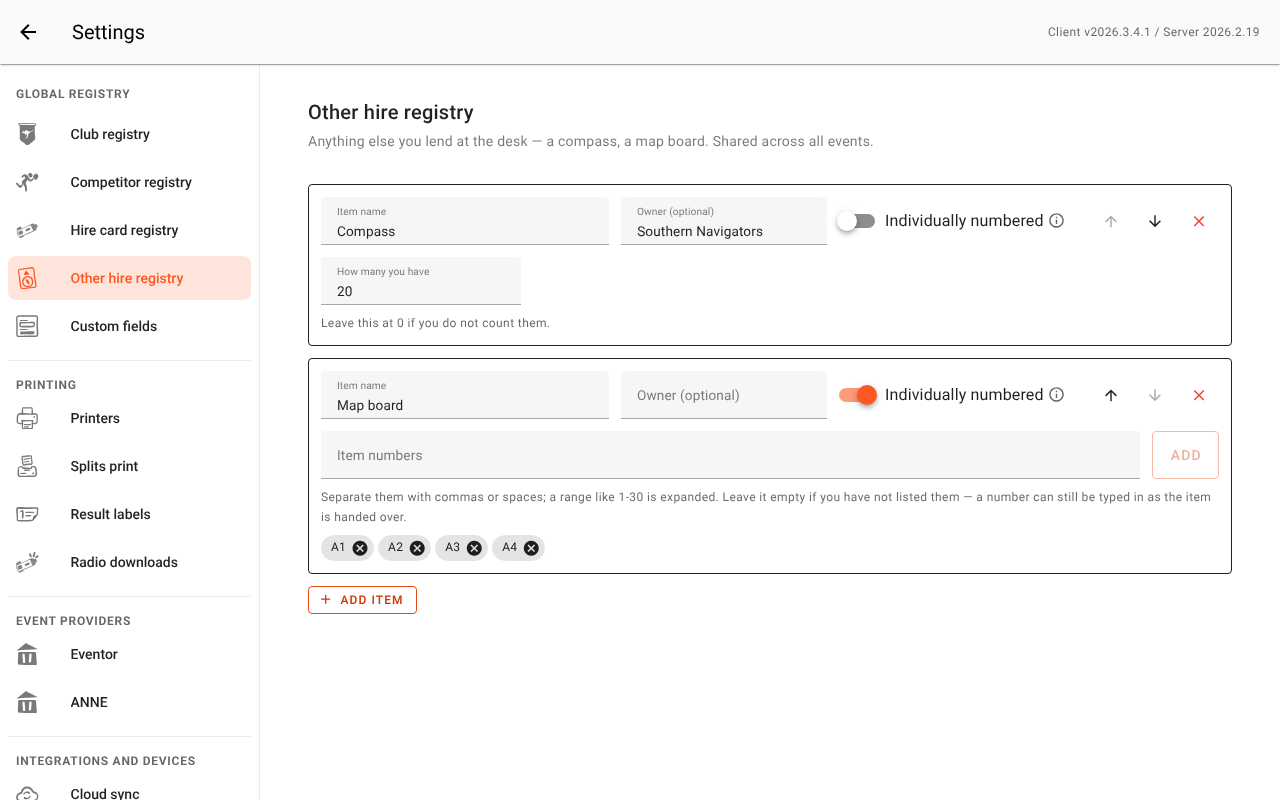 Settings
Client v2026.3.4.1 / Server 2026.2.19
GLOBAL REGISTRY
Club registry
Competitor registry
Hire card registry
Other hire registry
Custom fields
PRINTING
Printers
Splits print
Result labels
Radio downloads
EVENT PROVIDERS
Eventor
ANNE
INTEGRATIONS AND DEVICES
Cloud sync
Other hire registry
Anything else you lend at the desk — a compass, a map board. Shared across all events.
Item name
Compass
Owner (optional)
Southern Navigators
Individually numbered
How many you have
20
Leave this at 0 if you do not count them.
Item name
Map board
Owner (optional)
Individually numbered
Item numbers
ADD
Separate them with commas or spaces; a range like 1-30 is expanded. Leave it empty if you have not listed them — a number can still be typed in as the item
is handed over.
A1 A2 A3 A4
+ ADD ITEM